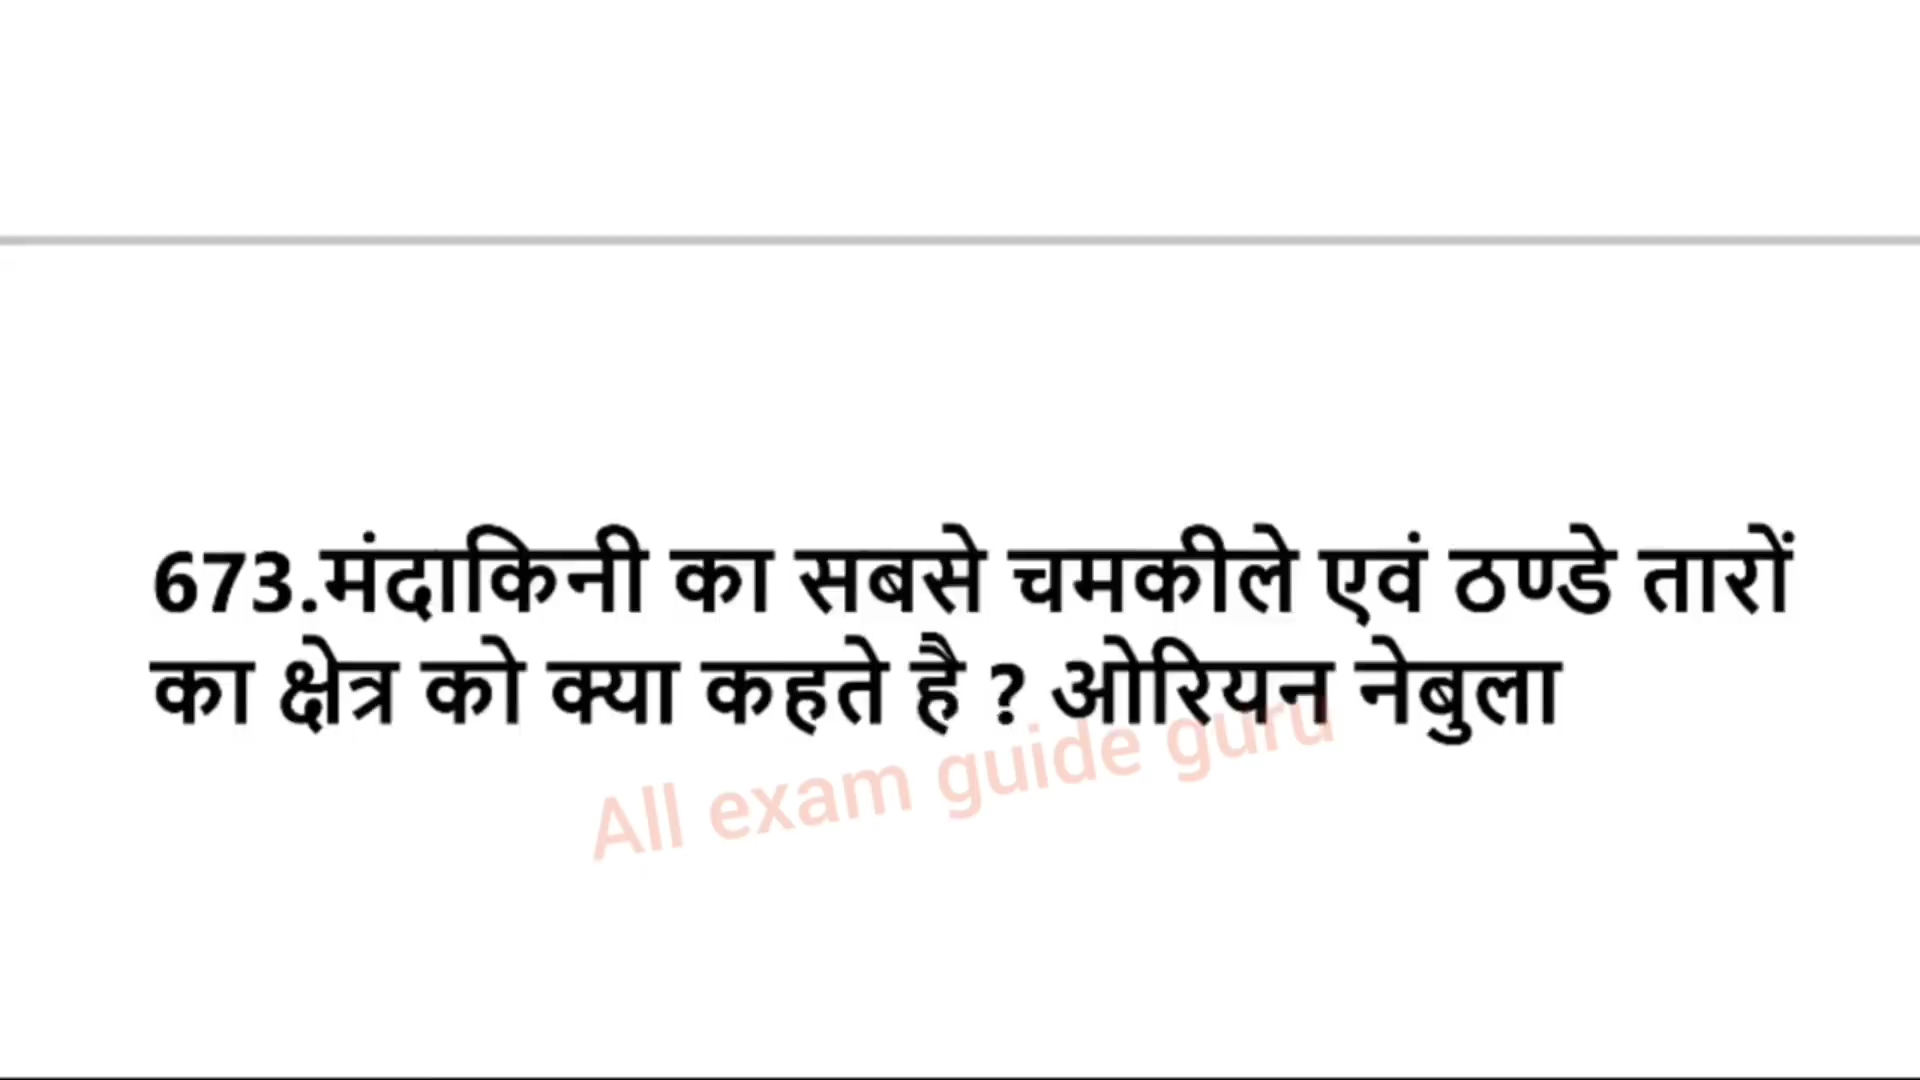 673.मंदाकिनी का सबसे चमकीले एवं ठण्डे तारों
का क्षेत्र को क्या कहते है ? ओरियन नेबुला
All exam guide guru